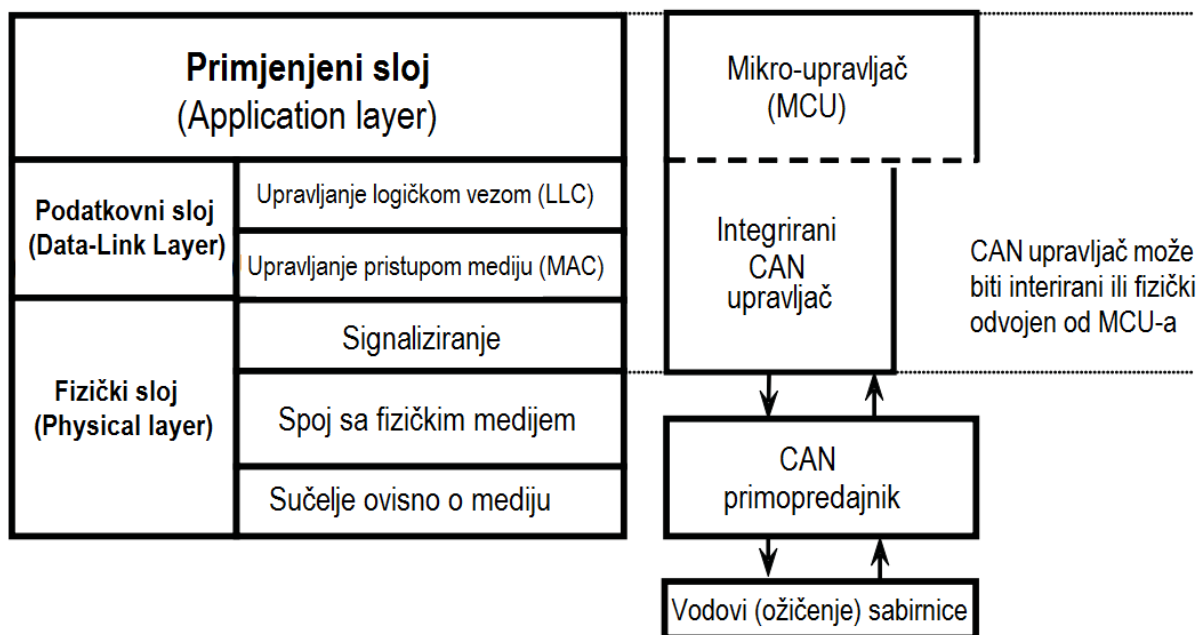 Primjenjeni sloj
(Application layer)
Podatkovni sloj
(Data-Link Layer)
Upravljanje logičkom vezom (LLC)
Upravljanje pristupom mediju (MAC)
Fizički sloj
(Physical layer)
Signaliziranje
Spoj sa fizičkim medijem
Sučelje ovisno o mediju
Mikro-upravljač
(MCU)
Integrirani
CAN
upravljač
CAN upravljač može
biti interirani ili fizički
odvojen od MCU-a
CAN
primopredajnik
Vodovi (ožičenje) sabirnice